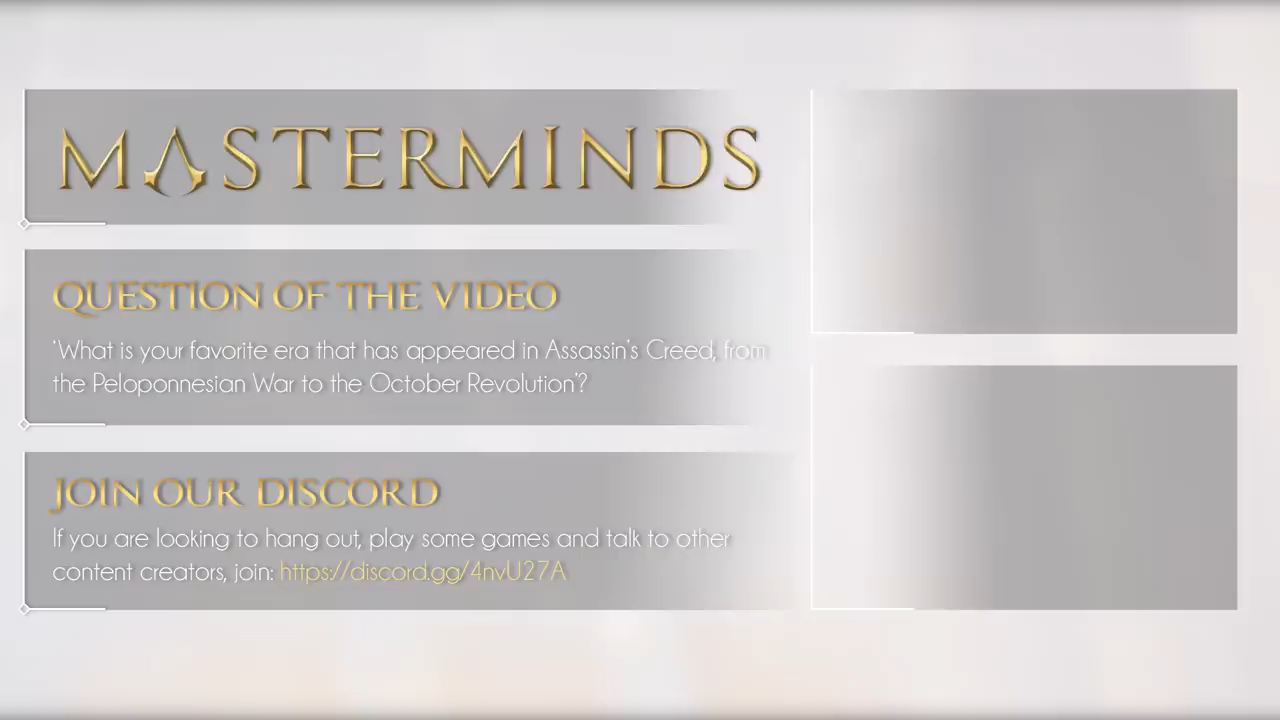 MASTERMINDS
QUESTION OF THE VIDEO
'What is your favorite era that has appeared in Assassin's Creed, from
the Peloponnesian War to the October Revolution'?
JOIN OUR DISCORD
If you are looking to hang out, play some games and talk to other
content creators, join: https://discord.gg/4nvU27A